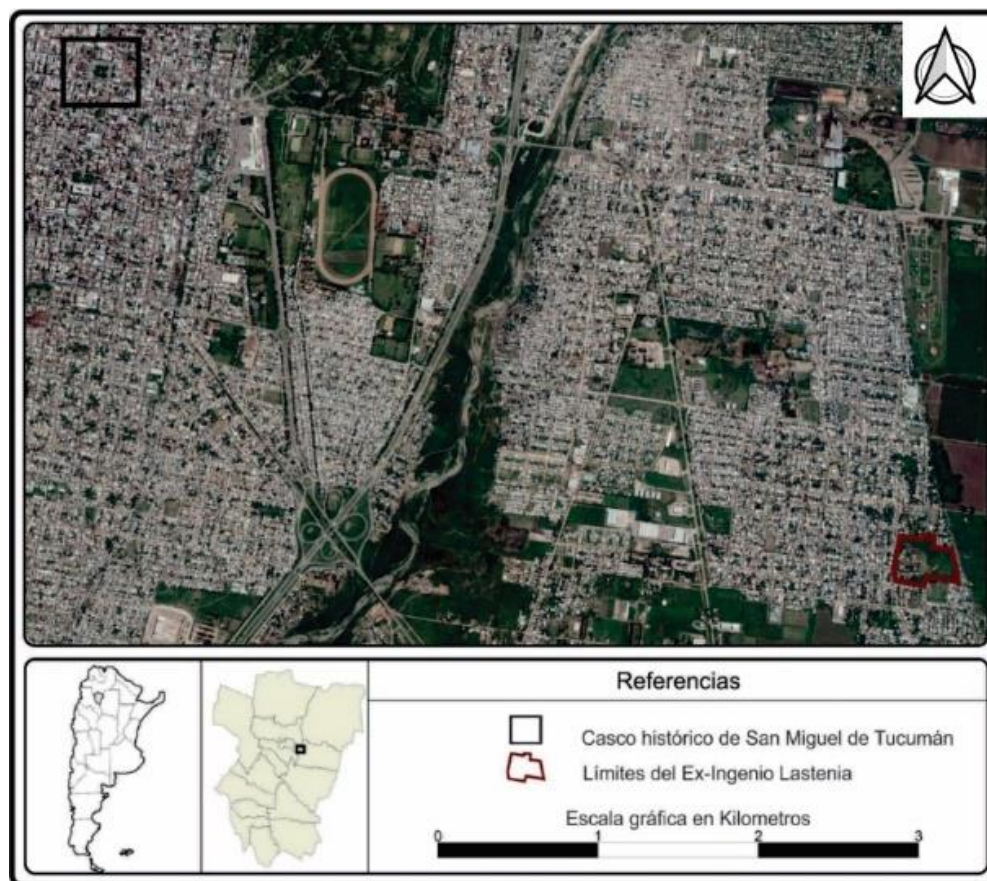 Referencias
Casco histórico de San Miguel de Tucumán
Límites del Ex-Ingenio Lastenia
Escala gráfica en Kilometros
0 1 2 3